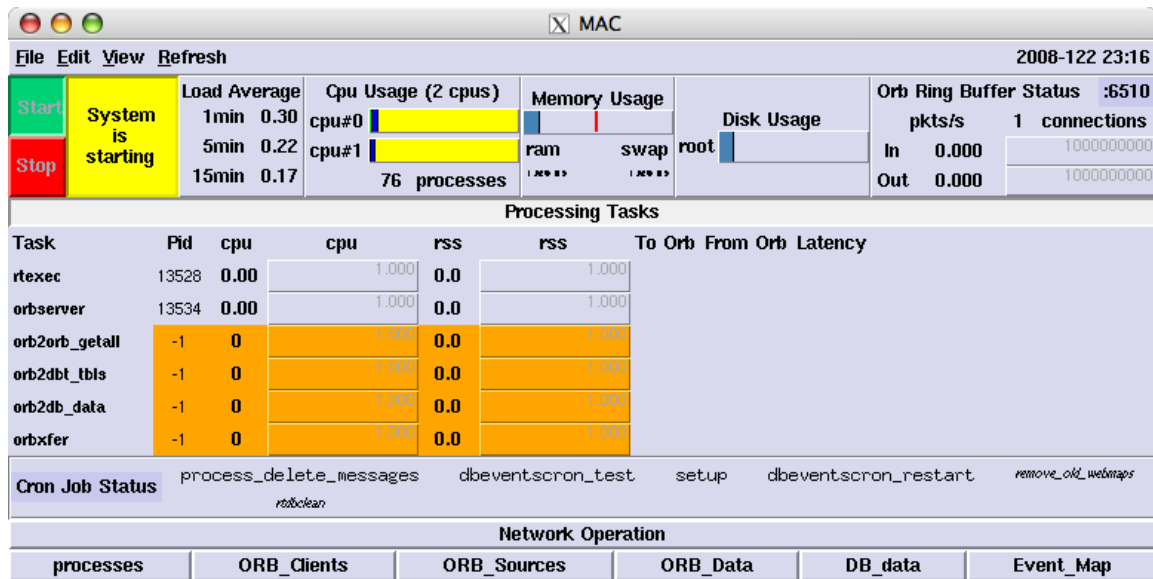 MAC
File Edit View Refresh 2008-122 23:16
Start
Stop
System
is
starting
Load Average
1min 0.30
5min 0.22
15min 0.17
Cpu Usage (2 cpus)
cpu#0
cpu#1
76 processes
Memory Usage
ram swap
Disk Usage
root
Orb Ring Buffer Status :6510
pkts/s 1 connections
In 0.000 1000000000
Out 0.000 1000000000
Processing Tasks
Task Pid cpu cpu rss rss To Orb From Orb Latency
rtexec 13528 0.00 1.000 0.0 1.000
orbserver 13534 0.00 1.000 0.0 1.000
orb2orb_getall -1 0 1.000 0.0 1.000
orb2dbt_tbls -1 0 1.000 0.0 1.000
orb2db_data -1 0 1.000 0.0 1.000
orbxfer -1 0 1.000 0.0 1.000
Cron Job Status process_delete_messages dbeventscron_test setup dbeventscron_restart remove_old_webmaps
rtdbclean
Network Operation
processes ORB_Clients ORB_Sources ORB_Data DB_data Event_Map